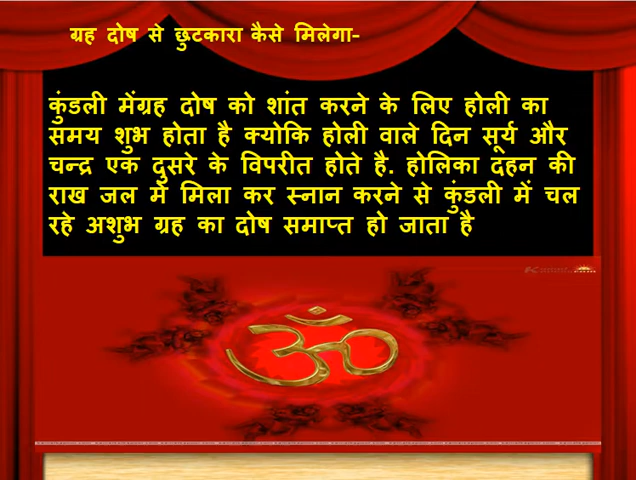 ग्रह दोष से छुटकारा कैसे मिलेगा-
कुंडली मेंग्रह दोष को शांत करने के लिए होली का
समय शुभ होता है क्योकि होली वाले दिन सूर्य और
चन्द्र एक दुसरे के विपरीत होते है. होलिका दहन की
राख जल में मिला कर स्नान करने से कुंडली में चल
रहे अशुभ ग्रह का दोष समाप्त हो जाता है
ॐ